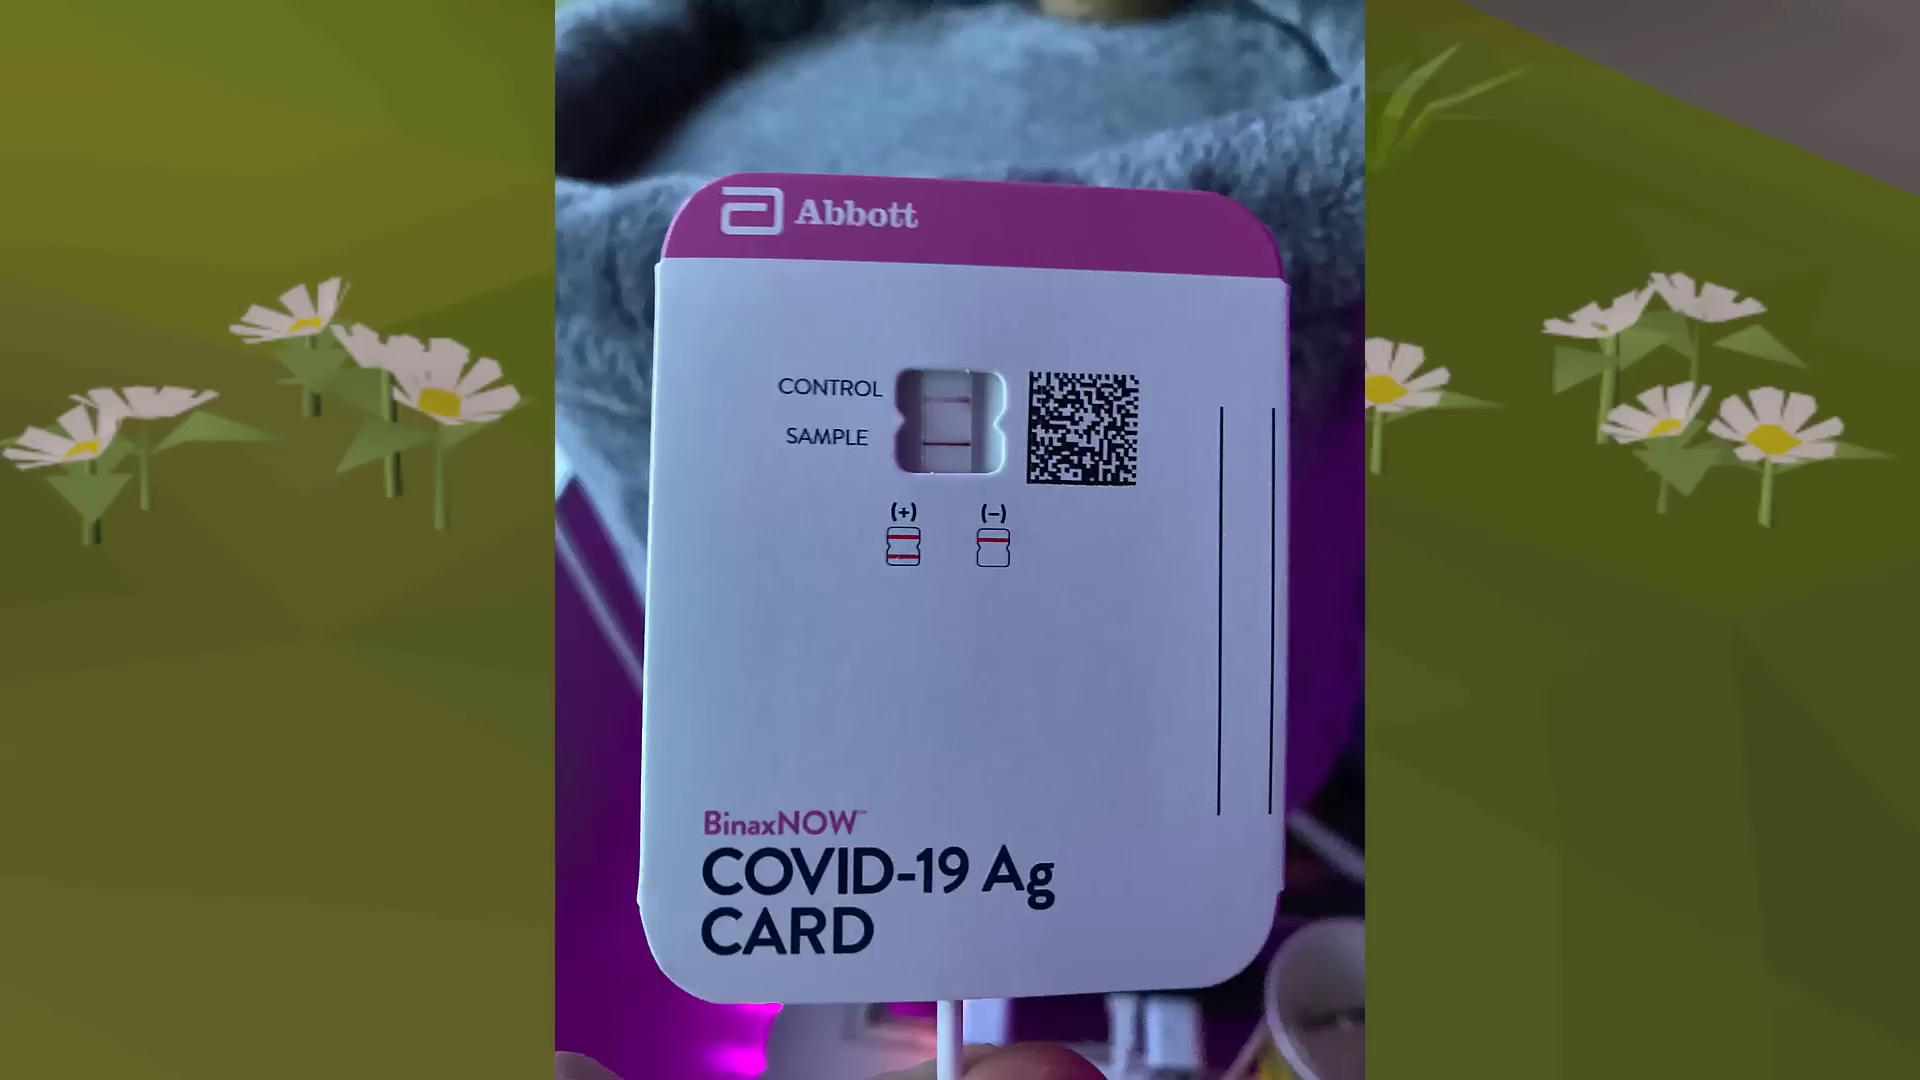 Abbott
CONTROL
SAMPLE
(+) (-)
BinaxNOW™
COVID-19 Ag
CARD